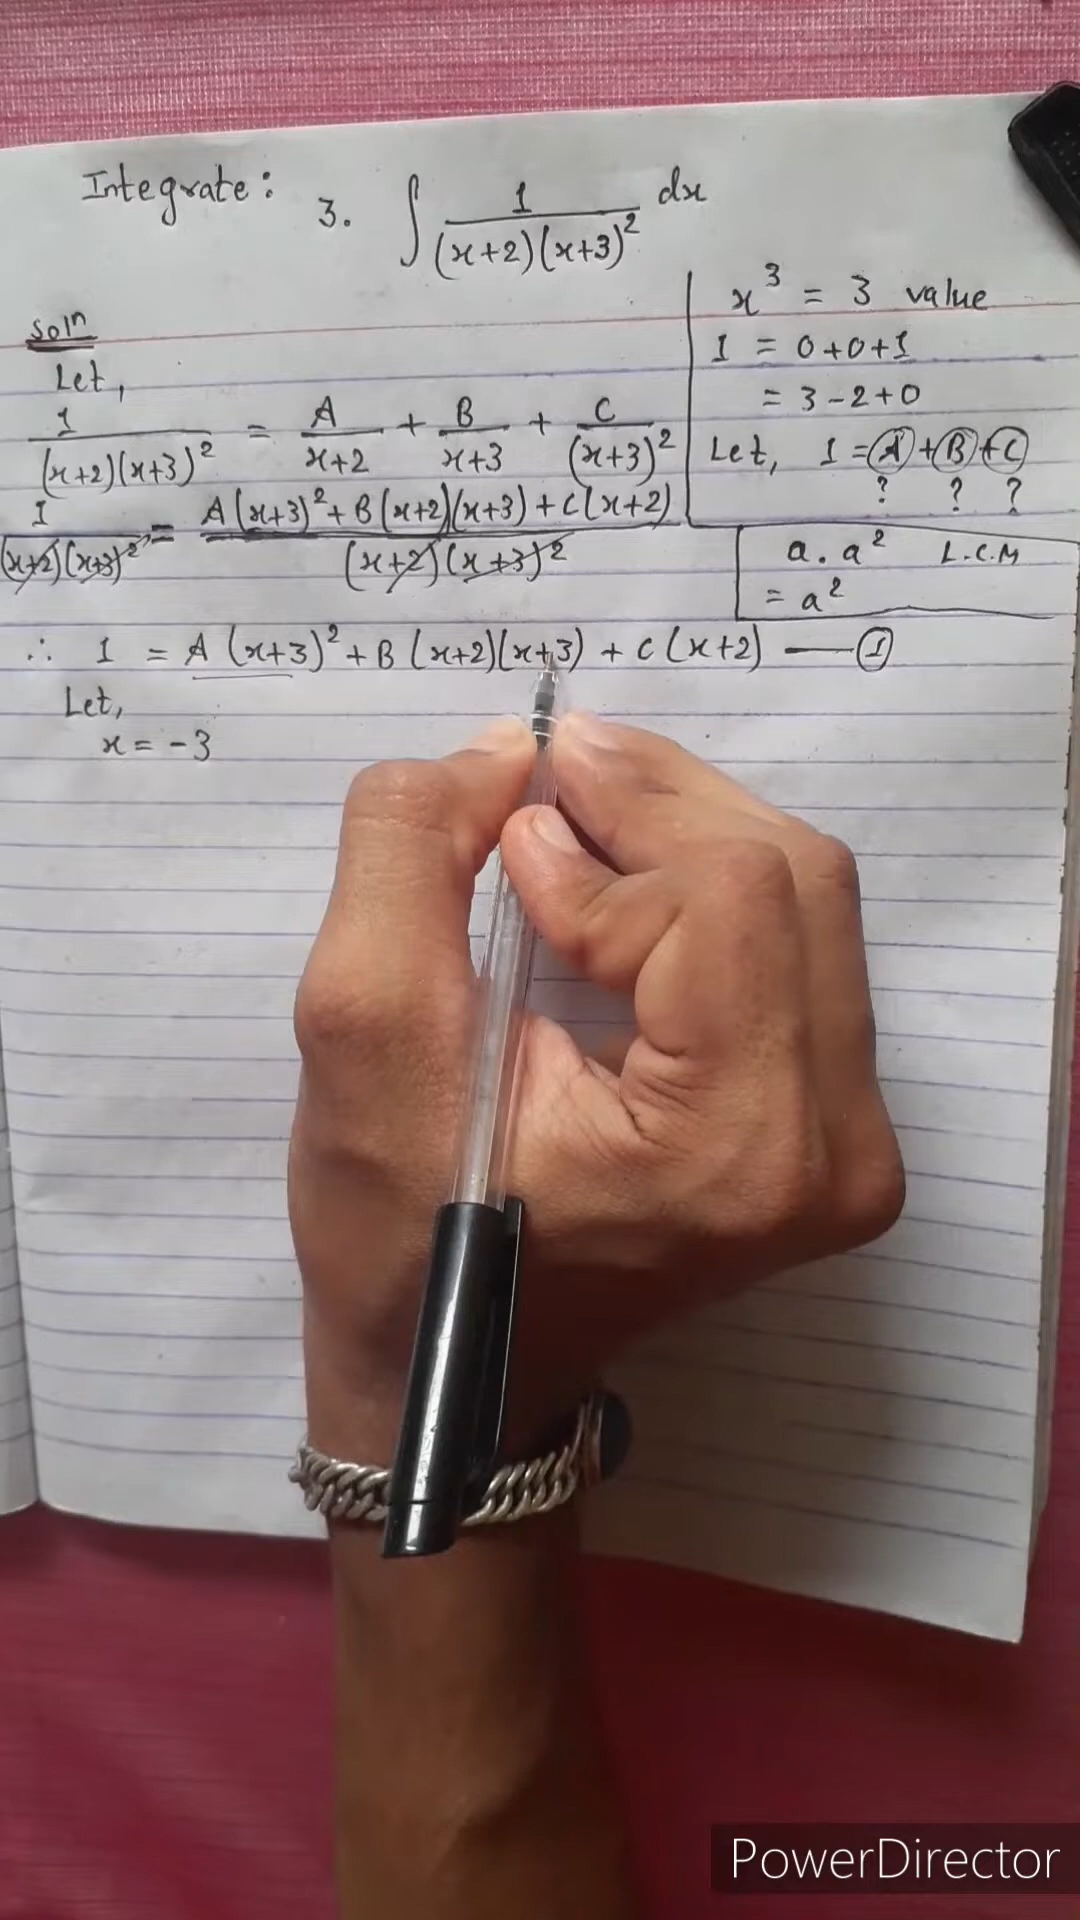 Integrate: 3. ∫ 1/(x+2)(x+3)² dx
Soln
Let,
1/(x+2)(x+3)² = A/x+2 + B/x+3 + C/(x+3)²
1/(x+2)(x+3)² = A(x+3)²+B(x+2)(x+3)+C(x+2)/(x+2)(x+3)²
x³ = 3 value
1 = 0+0+1
= 3-2+0
Let, 1 = A+B+C
? ? ?
a.a² L.C.M
= a²
∴ 1 = A(x+3)²+B(x+2)(x+3)+C(x+2) — 1
Let,
x = -3
PowerDirector